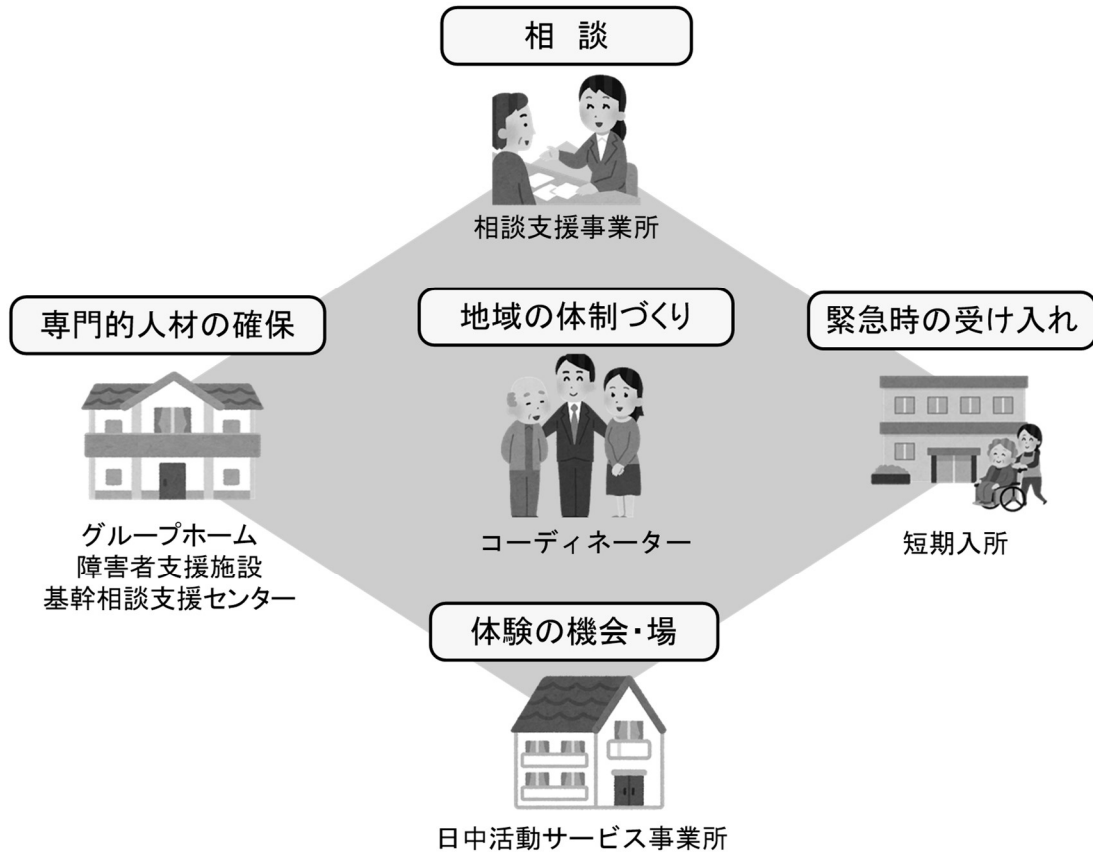 相 談
相談支援事業所
専門的人材の確保
グループホーム
障害者支援施設
基幹相談支援センター
地域の体制づくり
コーディネーター
緊急時の受け入れ
短期入所
体験の機会・場
日中活動サービス事業所